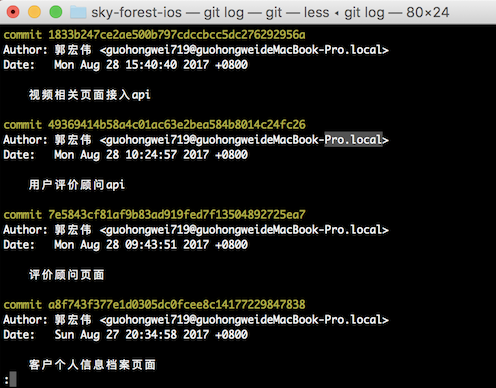 sky-forest-ios — git log — git — less ◂ git log — 80×24
commit 1833b247ce2ae500b797cdccbcc5dc276292956a
Author: 郭宏伟 <guohongwei719@guohongweideMacBook-Pro.local>
Date:   Mon Aug 28 15:40:40 2017 +0800
视频相关页面接入api
commit 49369414b58a4c01ac63e2bea584b8014c24fc26
Author: 郭宏伟 <guohongwei719@guohongweideMacBook-Pro.local>
Date:   Mon Aug 28 10:24:57 2017 +0800
用户评价顾问api
commit 7e5843cf81af9b83ad919fed7f13504892725ea7
Author: 郭宏伟 <guohongwei719@guohongweideMacBook-Pro.local>
Date:   Mon Aug 28 09:43:51 2017 +0800
评价顾问页面
commit a8f743f377e1d0305dc0fcee8c14177229847838
Author: 郭宏伟 <guohongwei719@guohongweideMacBook-Pro.local>
Date:   Sun Aug 27 20:34:58 2017 +0800
客户个人信息档案页面
: